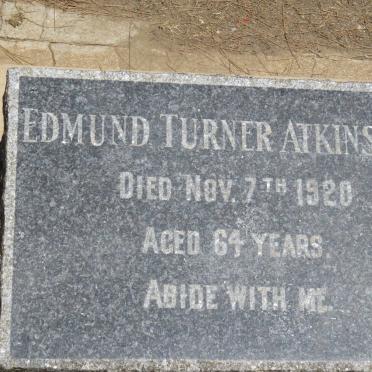 EDMUND TURNER ATKINS
DIED NOV. 7TH 1920
AGED 64 YEARS.
ABIDE WITH ME.